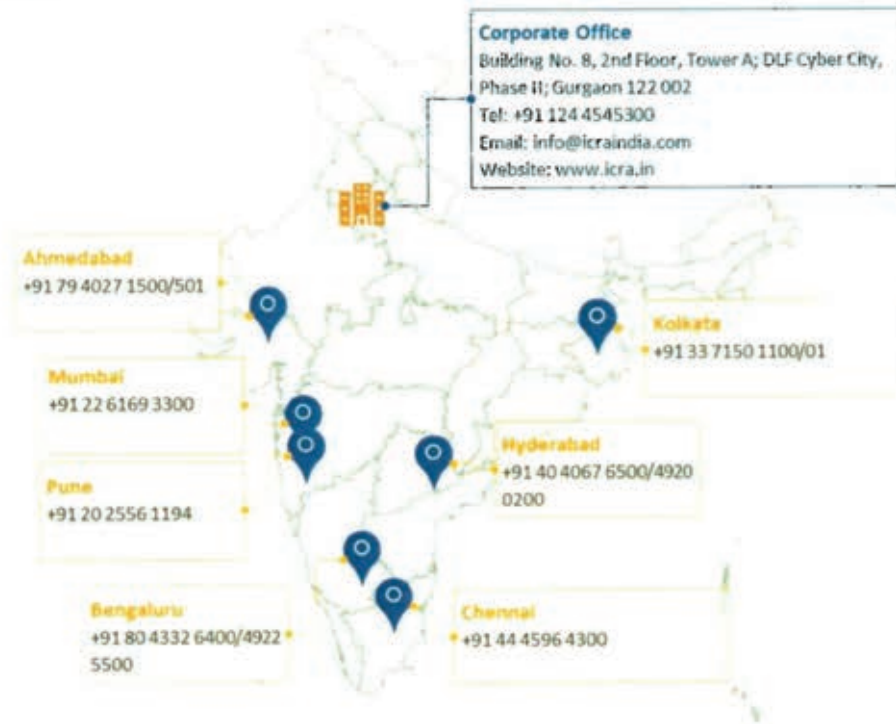 Corporate Office
Building No. 8, 2nd Floor, Tower A; DLF Cyber City,
Phase II; Gurgaon 122 002
Tel: +91 124 4545300
Email: info@icraindia.com
Website: www.icra.in
Ahmedabad
+91 79 4027 1500/501
Kolkata
+91 33 7150 1100/01
Mumbai
+91 22 6169 3300
Hyderabad
+91 40 4067 6500/4920
0200
Pune
+91 20 2556 1194
Bengaluru
+91 80 4332 6400/4922
5500
Chennai
+91 44 4596 4300